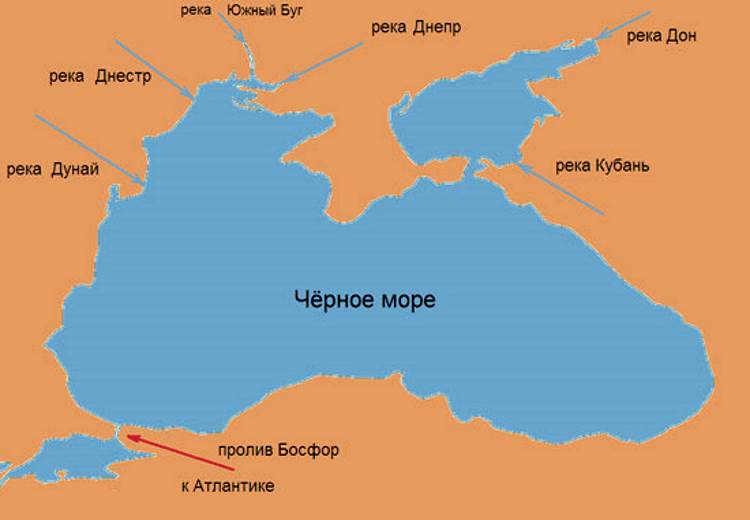 река Южный Буг
река Днепр
река Дон
река Днестр
река Дунай
река Кубань
Чёрное море
пролив Босфор
к Атлантике